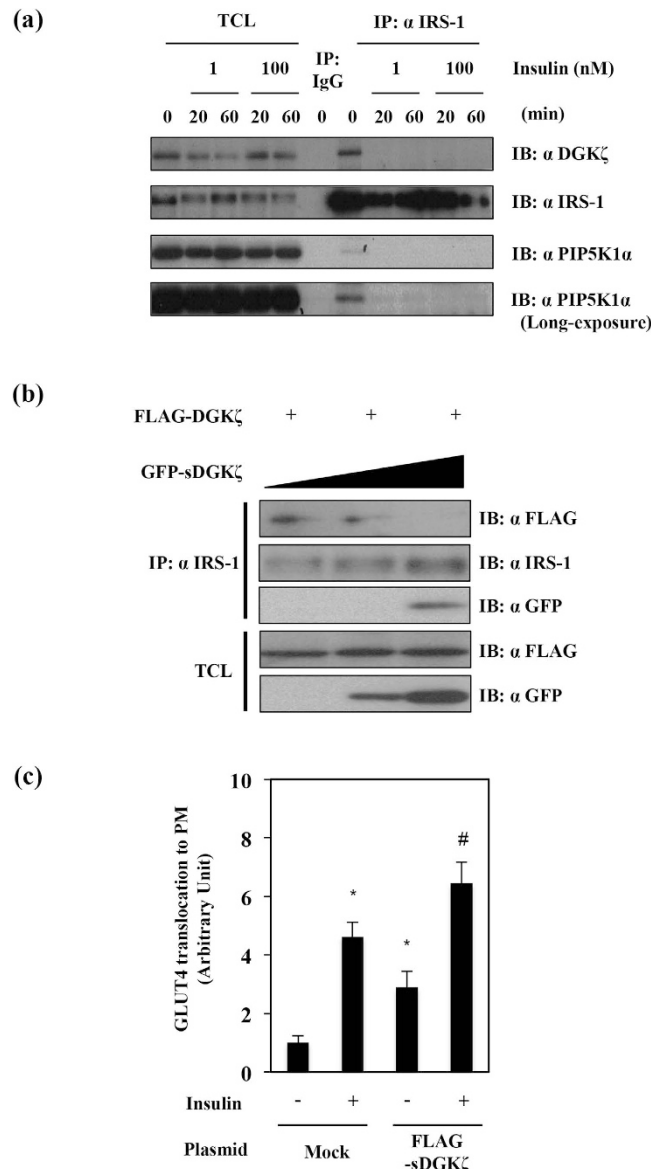 (a)
TCL
IP: IgG
IP: α IRS-1
1
100
1
100
Insulin (nM)
0 20 60 20 60 0 0 20 60 20 60 (min)
IB: α DGKζ
IB: α IRS-1
IB: α PIP5K1α
IB: α PIP5K1α
(Long-exposure)
(b)
FLAG-DGKζ + + +
GFP-sDGKζ
IP: α IRS-1
IB: α FLAG
IB: α IRS-1
IB: α GFP
TCL
IB: α FLAG
IB: α GFP
(c)
GLUT4 translocation to PM
(Arbitrary Unit)
10
8
6
4
2
0
*
*
#
Insulin - + - +
Plasmid
Mock
FLAG
-sDGKζ